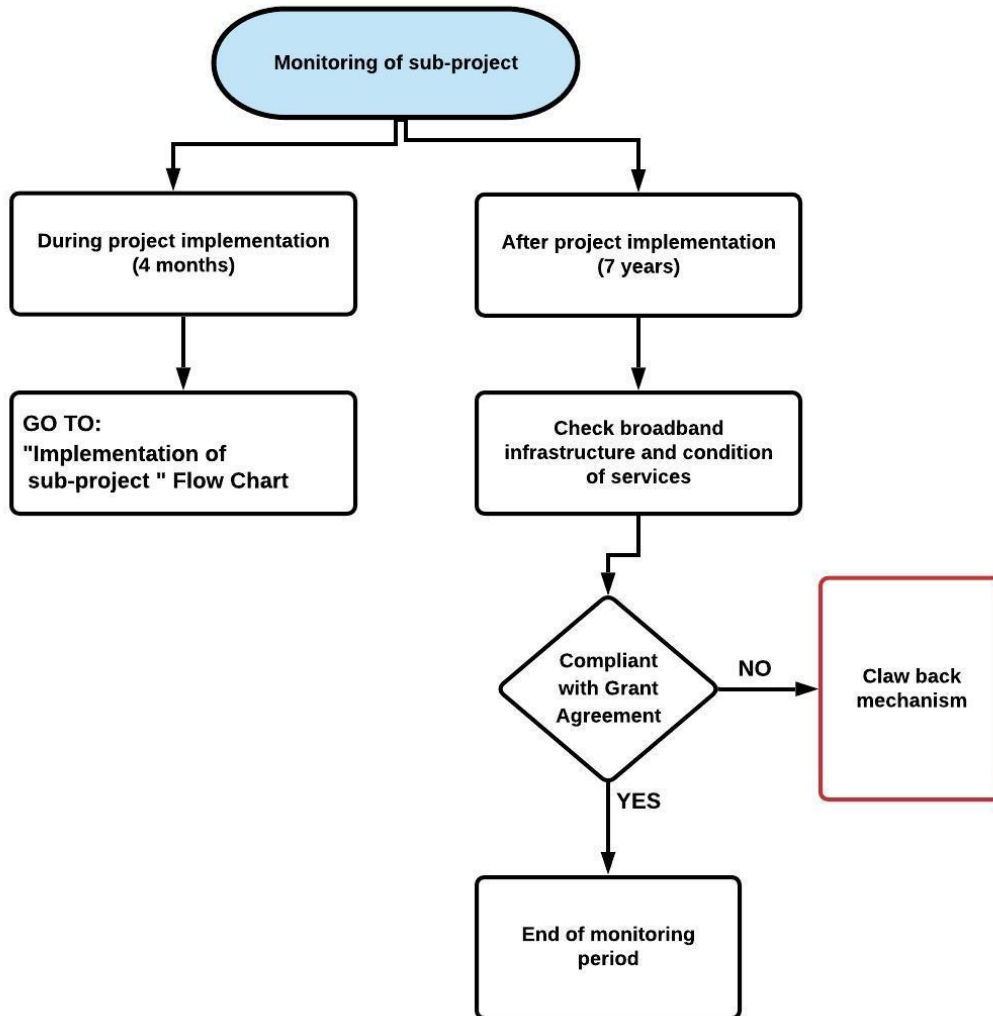 Monitoring of sub-project
During project implementation
(4 months)
After project implementation
(7 years)
GO TO:
"Implementation of
sub-project " Flow Chart
Check broadband
infrastructure and condition
of services
Compliant
with Grant
Agreement
NO
Claw back
mechanism
YES
End of monitoring
period